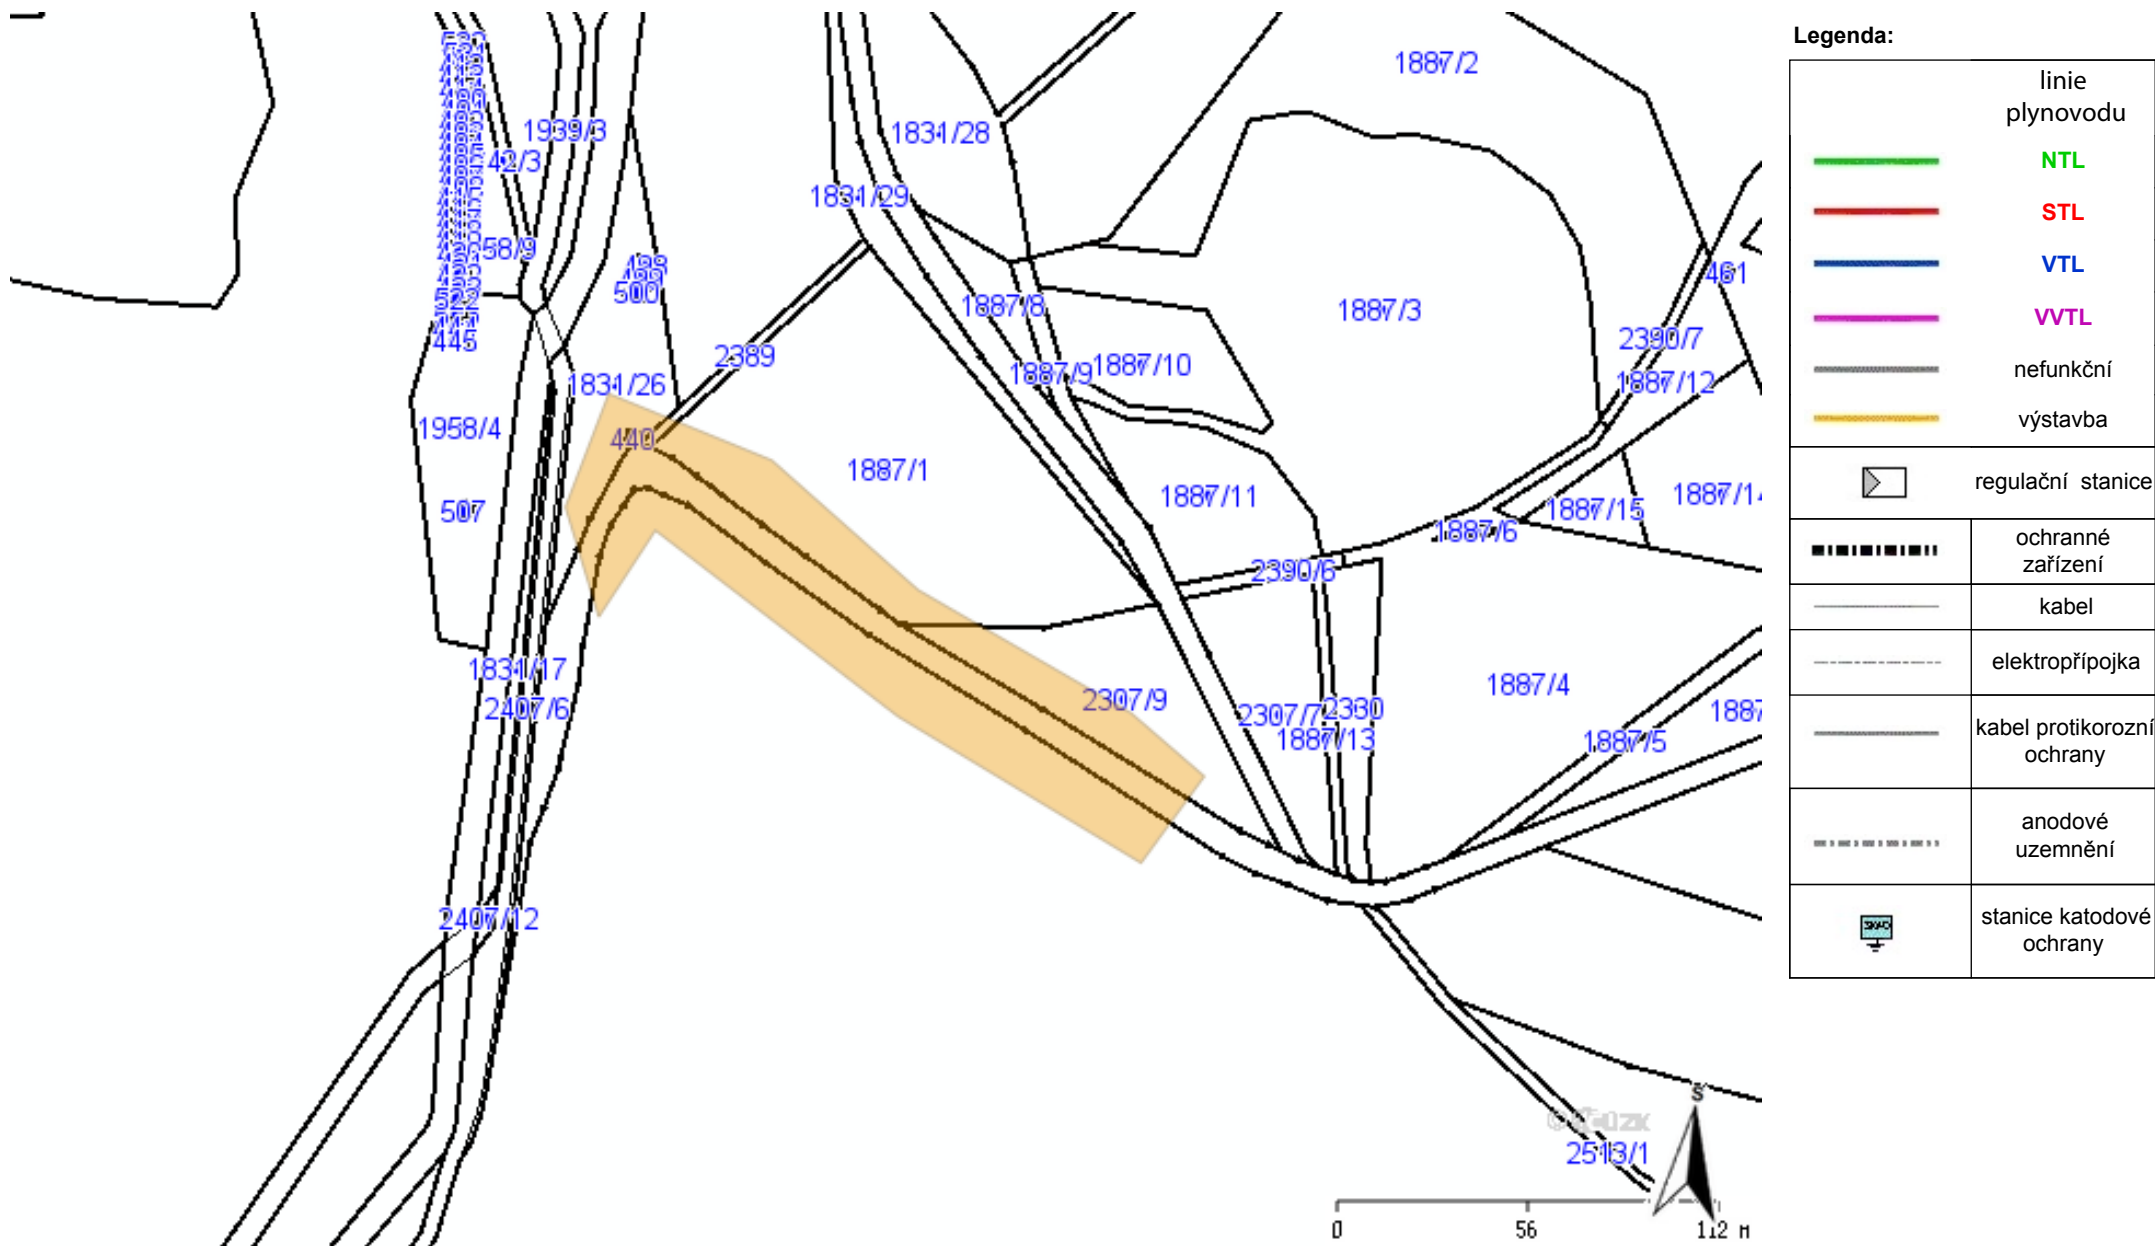 1887/2
1939/3
1831/28
42/3
1831/29
58/9
500
461
1887/8
1887/3
2390/7
445
2389
1887/9
1887/10
1831/26
1887/12
1958/4
440
1887/1
1887/11
1887/14
507
1887/15
1887/6
2390/6
1831/17
2307/9
1887/4
2407/6
2307/7
2330
1887
1887/13
1887/5
2407/12
Š
2513/1
0 56 112 M
Legenda:
linie
plynovodu
NTL
STL
VTL
VVTL
nefunkční
výstavba
regulační stanice
ochranné
zařízení
kabel
elektropřípojka
kabel protikorozní
ochrany
anodové
uzemnění
stanice katodové
ochrany